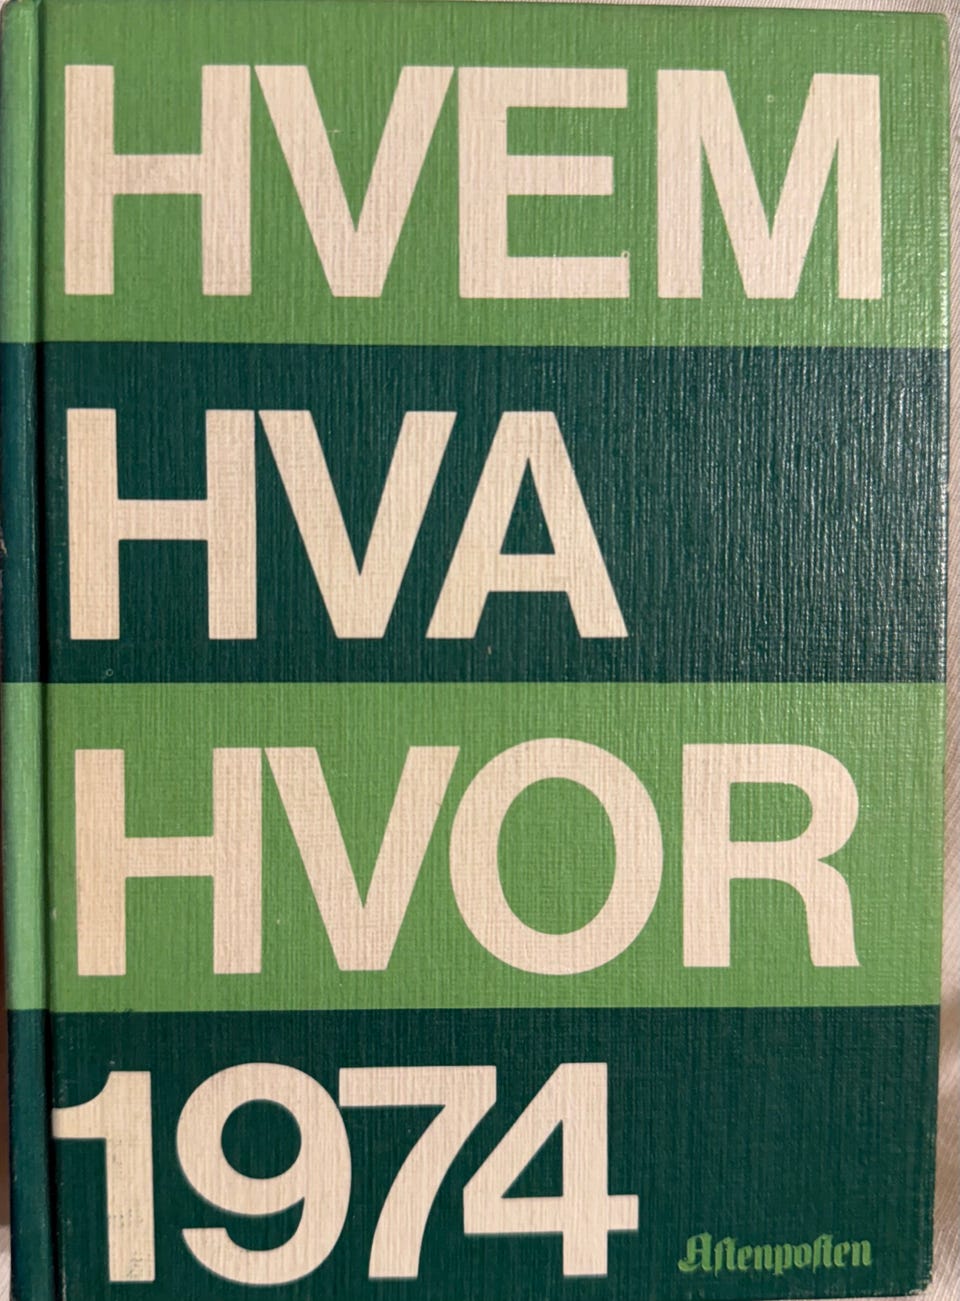 HVEM
HVA
HVOR
1974
Aftenposten